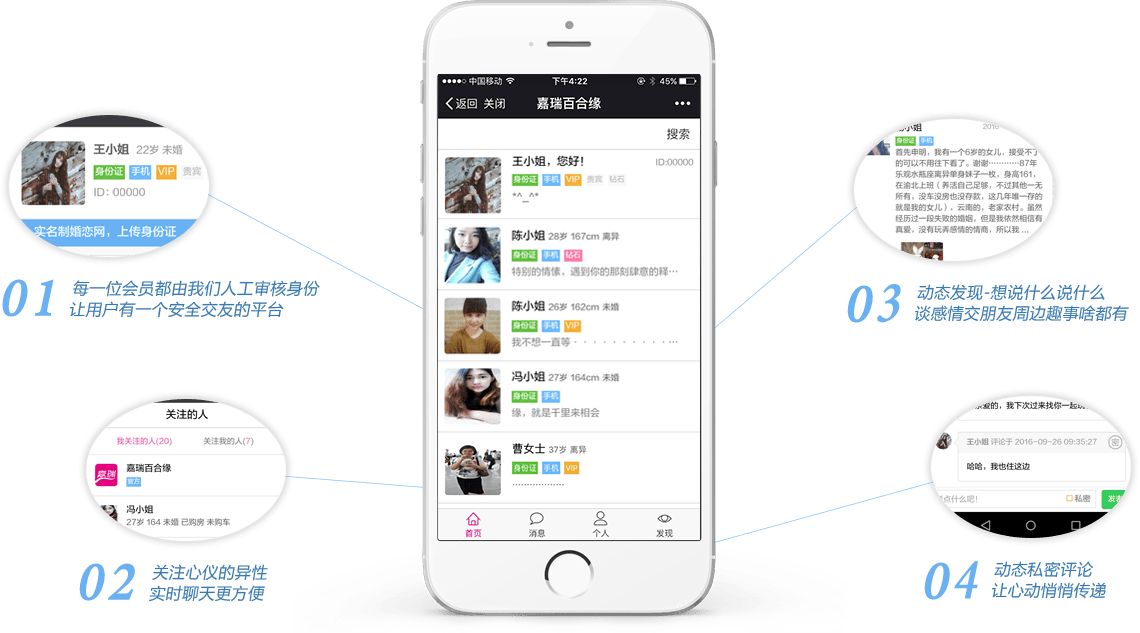 王小姐 22岁 未婚
身份证 手机 VIP 贵宾
ID: 00000
实名制婚恋网，上传身份证
01
每一位会员都由我们人工审核身份
让用户有一个安全交友的平台
关注的人
我关注的人(20) 关注我的人(7)
嘉瑞
嘉瑞百合缘
官方
冯小姐
27岁 164 未婚 已购房 未购车
02
关注心仪的异性
实时聊天更方便
中国移动 下午4:22 45%
返回 关闭 嘉瑞百合缘
搜索
王小姐，您好！ ID:00000
身份证 手机 VIP 贵宾 钻石
*^_^*
陈小姐 28岁 167cm 离异
身份证 手机 钻石
特别的情愫，遇到你的那刻肆意的释…
陈小姐 26岁 162cm 未婚
身份证 手机 VIP
我不想一直等・・・・・・・・・・・…
冯小姐 27岁 164cm 未婚
身份证 手机
缘，就是千里来相会
曹女士 37岁 离异
身份证 手机 VIP
………………
首页 消息 个人 发现
小姐 2016
身份证 手机
首先申明，我有一个6岁的女儿，接受不了
的可以不用往下看了。谢谢…………87年
乐观水瓶座离异单身妹子一枚，身高161，
在渝北上班（养活自己足够，不过其他一无
所有，没车没房也没存款，这几年唯一存的
就是我的女儿），云南的，老家农村。虽然
经历过一段失败的婚姻，但是我依然相信有
真爱，没有玩弄感情的情商，所以我 …
03
动态发现-想说什么说什么
谈感情交朋友周边趣事啥都有
亲爱的，我下次过来找你一起玩
王小姐 评论于 2016-09-26 09:35:27 密
哈哈，我也住这边
点什么吧! 私密 发
04
动态私密评论
让心动悄悄传递